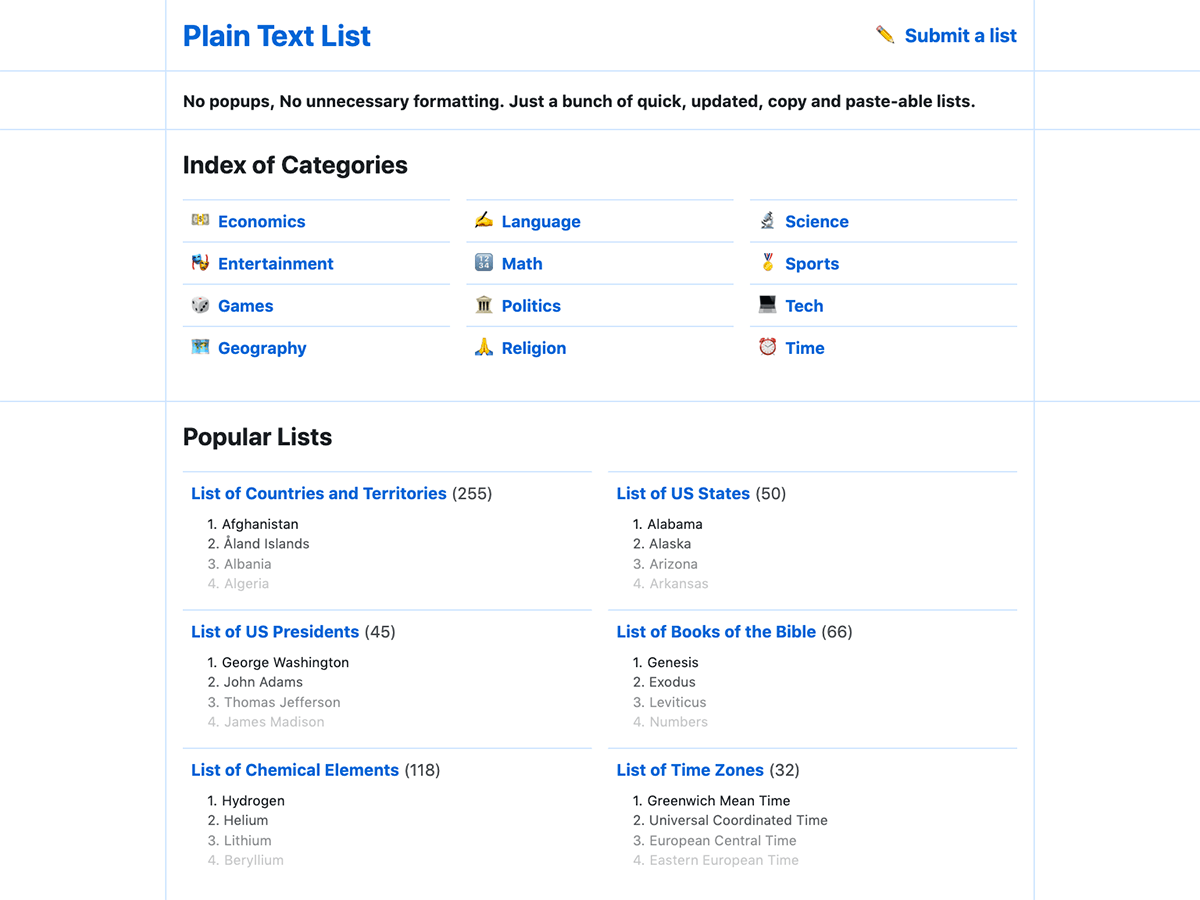 Plain Text List
Submit a list
No popups, No unnecessary formatting. Just a bunch of quick, updated, copy and paste-able lists.
Index of Categories
Economics
Language
Science
Entertainment
Math
Sports
Games
Politics
Tech
Geography
Religion
Time
Popular Lists
List of Countries and Territories (255)
1. Afghanistan
2. Åland Islands
3. Albania
4. Algeria
List of US States (50)
1. Alabama
2. Alaska
3. Arizona
4. Arkansas
List of US Presidents (45)
1. George Washington
2. John Adams
3. Thomas Jefferson
4. James Madison
List of Books of the Bible (66)
1. Genesis
2. Exodus
3. Leviticus
4. Numbers
List of Chemical Elements (118)
1. Hydrogen
2. Helium
3. Lithium
4. Beryllium
List of Time Zones (32)
1. Greenwich Mean Time
2. Universal Coordinated Time
3. European Central Time
4. Eastern European Time